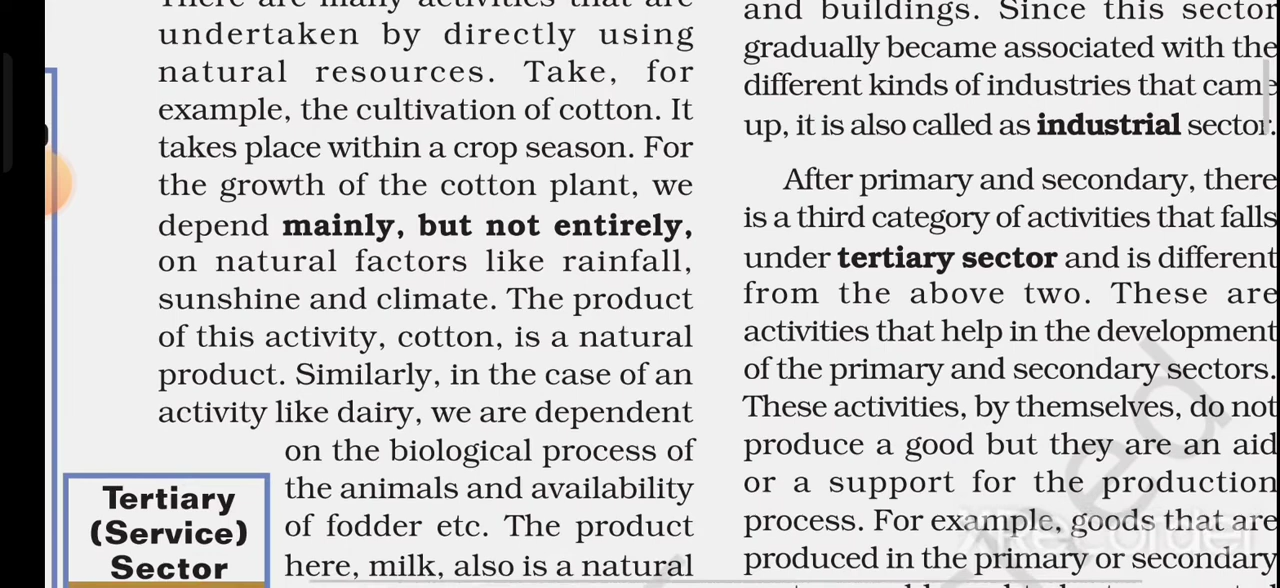 There are many activities that are
undertaken by directly using
natural resources. Take, for
example, the cultivation of cotton. It
takes place within a crop season. For
the growth of the cotton plant, we
depend mainly, but not entirely,
on natural factors like rainfall,
sunshine and climate. The product
of this activity, cotton, is a natural
product. Similarly, in the case of an
activity like dairy, we are dependent
on the biological process of
the animals and availability
of fodder etc. The product
here, milk, also is a natural
Tertiary
(Service)
Sector
and buildings. Since this sector
gradually became associated with the
different kinds of industries that came
up, it is also called as industrial sector.
After primary and secondary, there
is a third category of activities that falls
under tertiary sector and is different
from the above two. These are
activities that help in the development
of the primary and secondary sectors.
These activities, by themselves, do not
produce a good but they are an aid
or a support for the production
process. For example, goods that are
produced in the primary or secondary
XRecorder